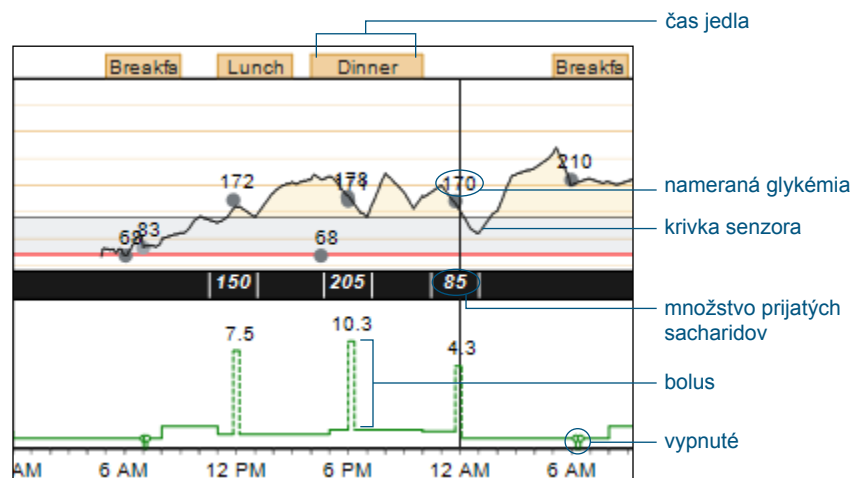 čas jedla
Breakfa Lunch Dinner Breakfa
172
170
210
nameraná glykémia
83
68
68
krivka senzora
150 205 85
množstvo prijatých
sacharidov
7.5
10.3
4.3
bolus
vypnuté
AM 6 AM 12 PM 6 PM 12 AM 6 AM